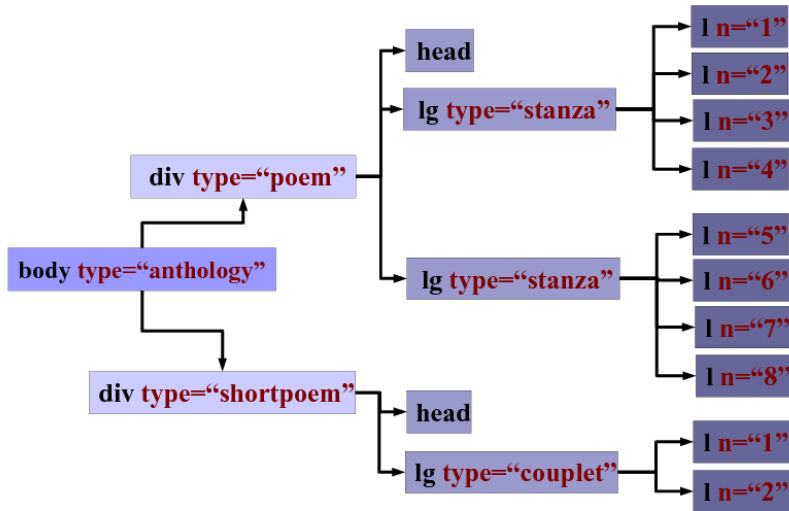 body type=“anthology”
div type=“poem”
head
lg type=“stanza”
l n=“1”
l n=“2”
l n=“3”
l n=“4”
lg type=“stanza”
l n=“5”
l n=“6”
l n=“7”
l n=“8”
div type=“shortpoem”
head
lg type=“couplet”
l n=“1”
l n=“2”